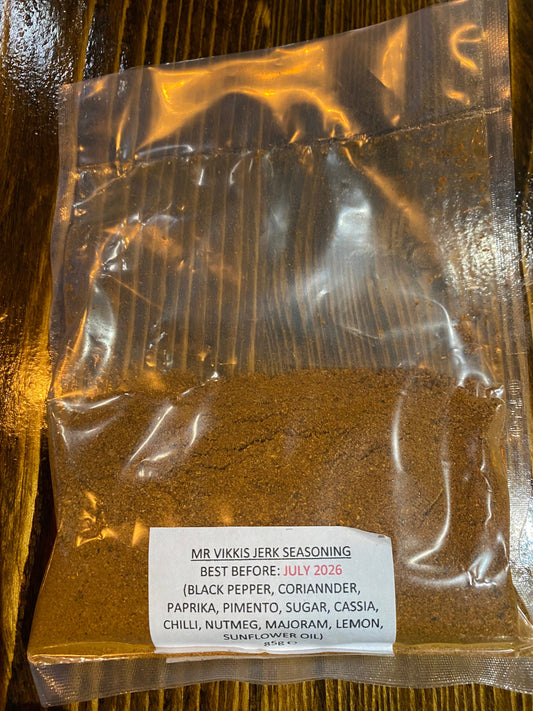 MR VIKKIS JERK SEASONING
BEST BEFORE: JULY 2026
(BLACK PEPPER, CORIANNDER,
PAPRIKA, PIMENTO, SUGAR, CASSIA,
CHILLI, NUTMEG, MAJORAM, LEMON,
SUNFLOWER OIL)
85g e